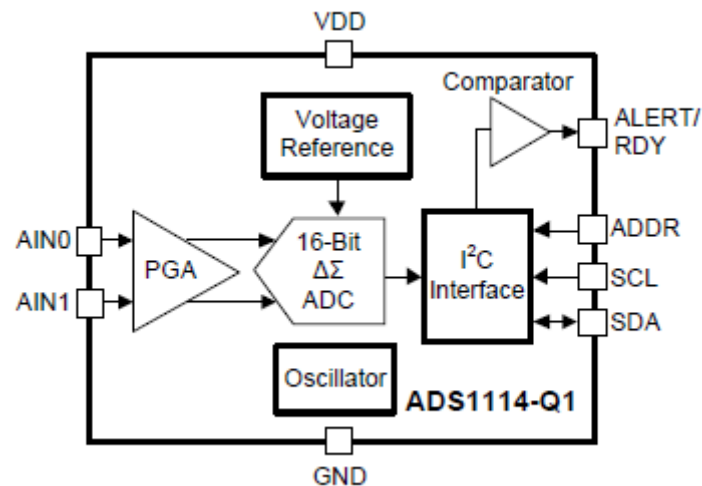 VDD
Comparator
ALERT/
RDY
Voltage
Reference
ADDR
AIN0
PGA
16-Bit
ΔΣ
ADC
I²C
Interface
SCL
AIN1
SDA
Oscillator
ADS1114-Q1
GND